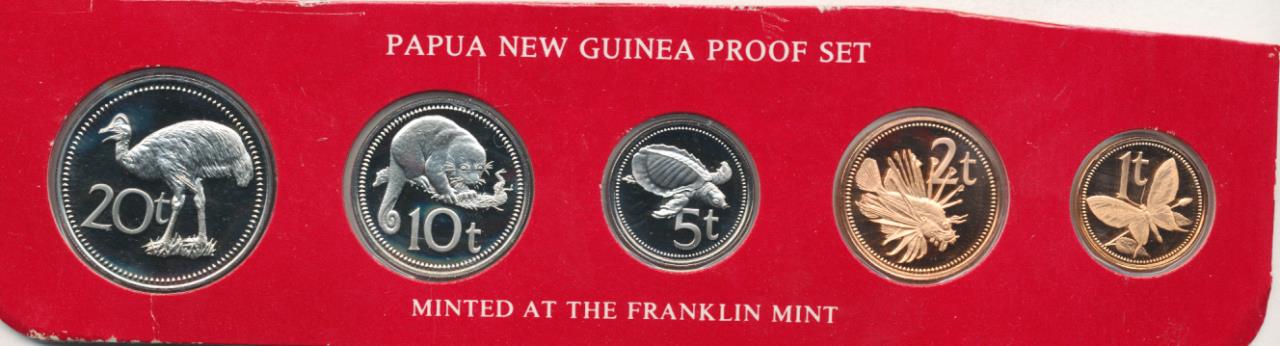 PAPUA NEW GUINEA PROOF SET
20t
10t
5t
2t
1t
MINTED AT THE FRANKLIN MINT